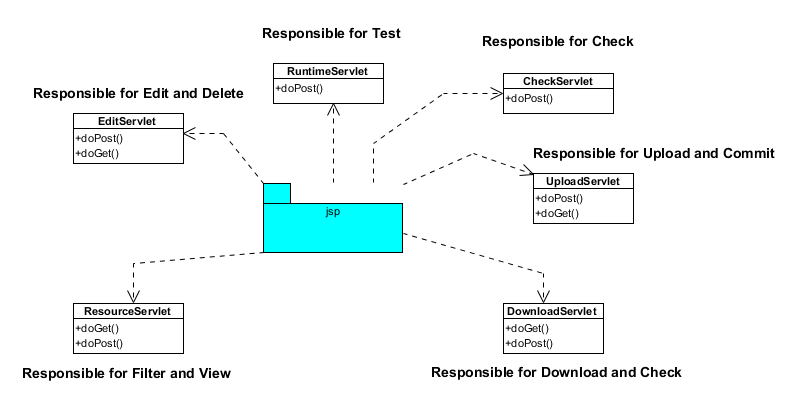 Responsible for Test
RuntimeServlet
+doPost()
Responsible for Check
CheckServlet
+doPost()
Responsible for Edit and Delete
EditServlet
+doPost()
+doGet()
Responsible for Upload and Commit
UploadServlet
+doPost()
+doGet()
jsp
ResourceServlet
+doGet()
+doPost()
Responsible for Filter and View
DownloadServlet
+doGet()
+doPost()
Responsible for Download and Check